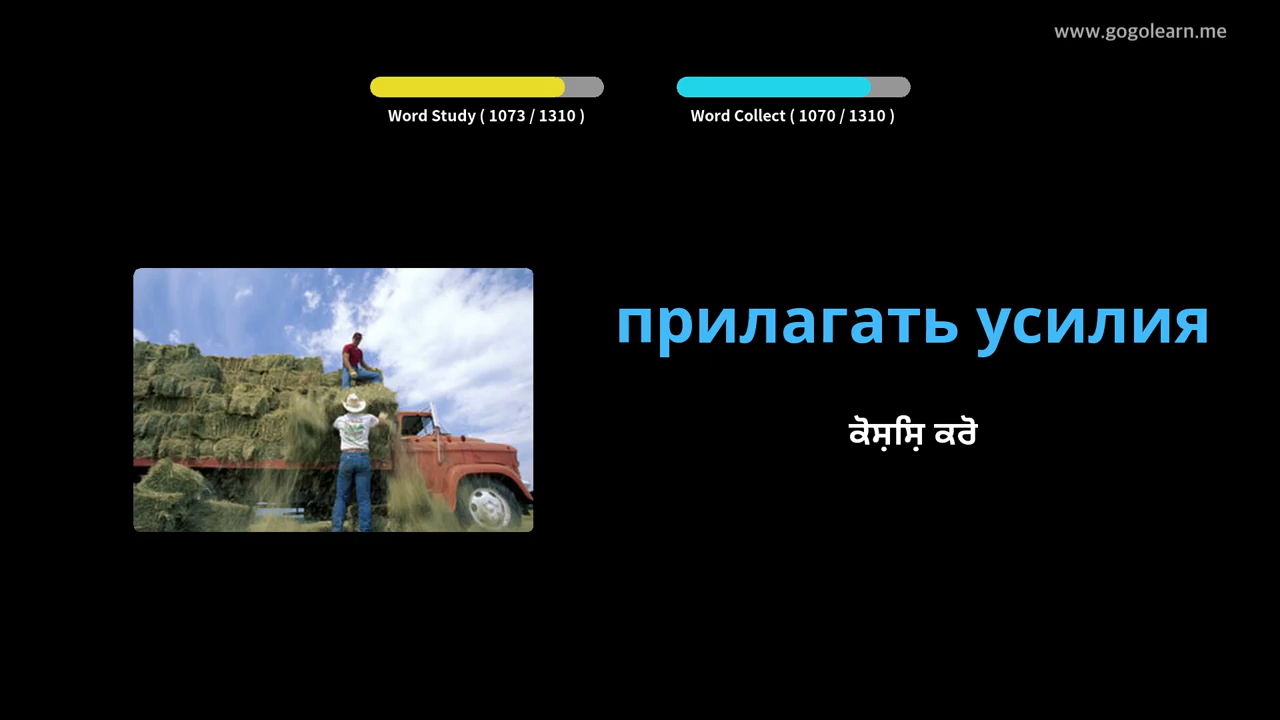 www.gogolearn.me
Word Study ( 1073 / 1310 )
Word Collect ( 1070 / 1310 )
прилагать усилия
ਕੋਸ਼ਸ਼ਿ ਕਰੋ